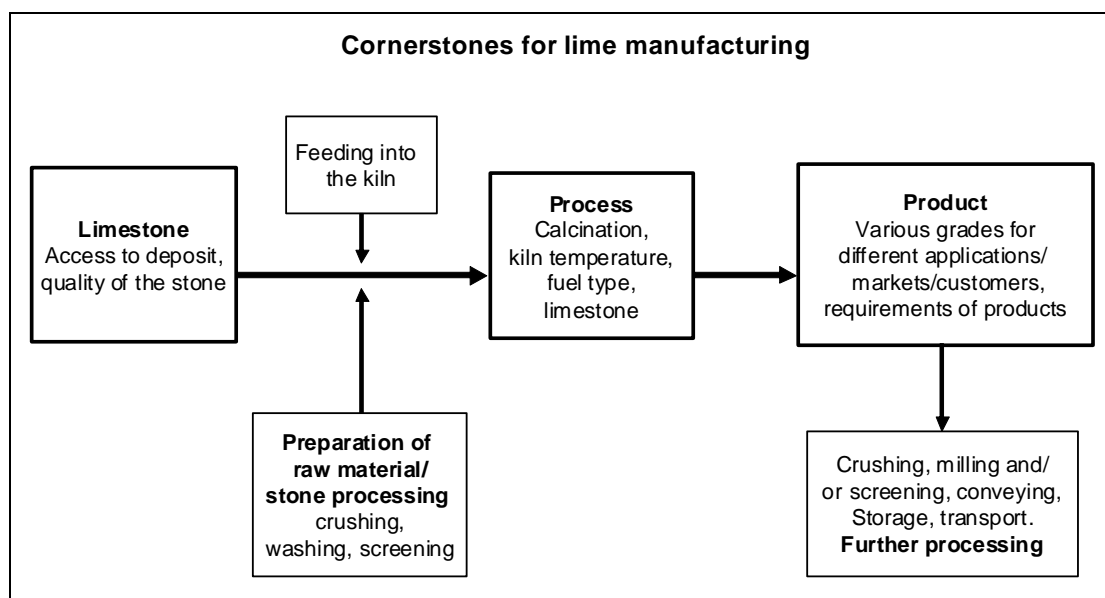 Cornerstones for lime manufacturing
Feeding into
the kiln
Limestone
Access to deposit,
quality of the stone
Process
Calcination,
kiln temperature,
fuel type,
limestone
Product
Various grades for
different applications/
markets/customers,
requirements of products
Preparation of
raw material/
stone processing
crushing,
washing, screening
Crushing, milling and/
or screening, conveying,
Storage, transport.
Further processing